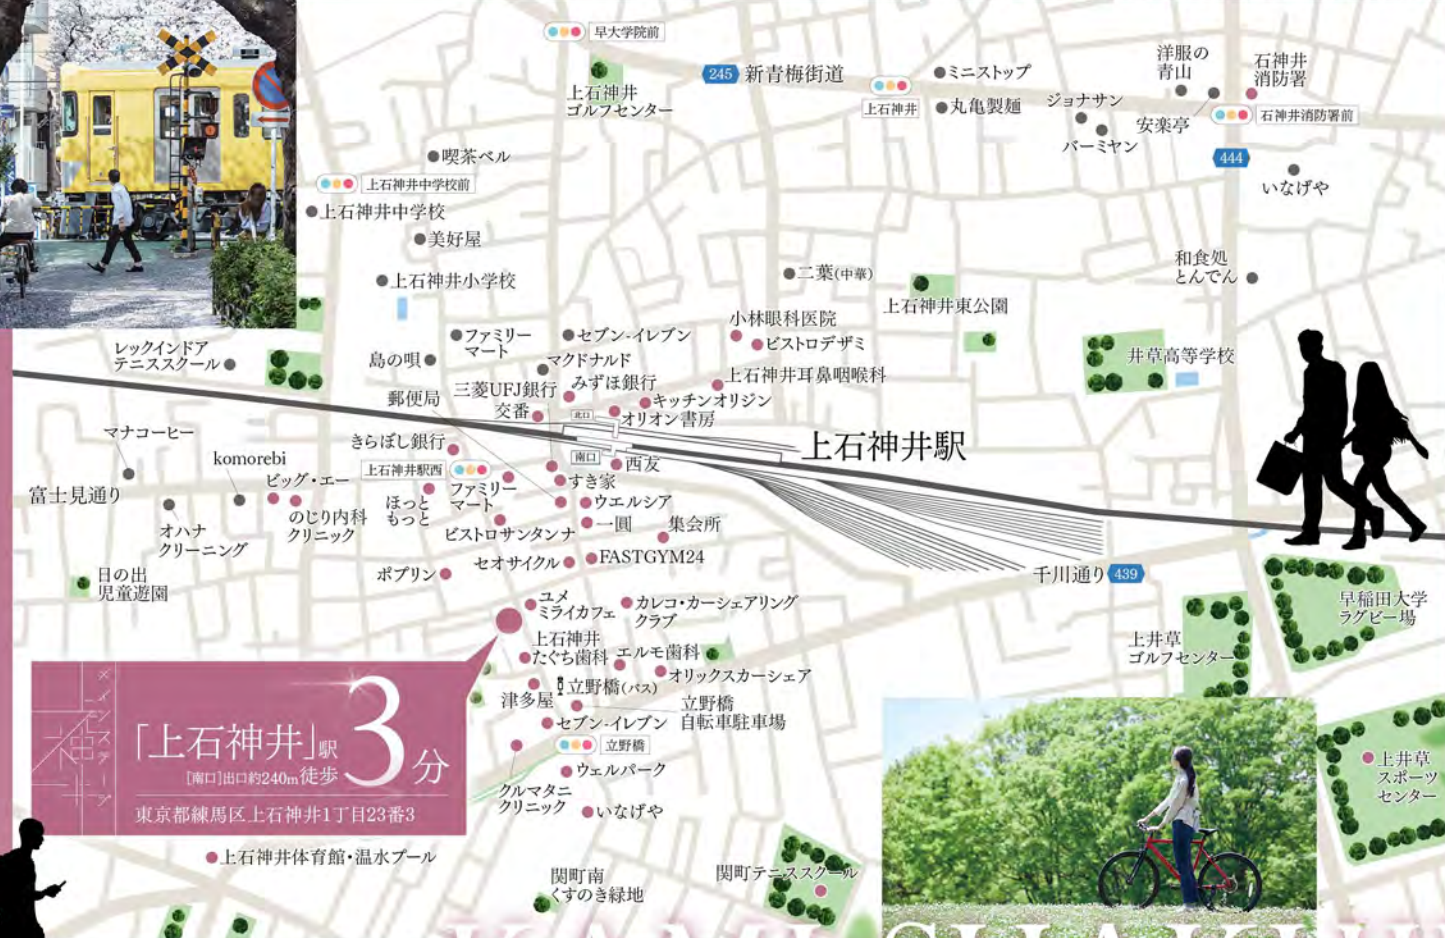 早大学院前
上石神井
ゴルフセンター
245 新青梅街道
上石神井
ミニストップ
丸亀製麺
ジョナサン
バーミヤン
洋服の
青山
安楽亭
石神井
消防署
石神井消防署前
444
いなげや
喫茶ベル
上石神井中学校前
上石神井中学校
美好屋
上石神井小学校
二葉(中華)
上石神井東公園
和食処
とんでん
レックインドア
テニススクール
島の唄
ファミリー
マート
セブン-イレブン
マクドナルド
小林眼科医院
ビストロデザミ
井草高等学校
郵便局
三菱UFJ銀行
みずほ銀行
上石神井耳鼻咽喉科
キッチンオリジン
交番
北口
オリオン書房
マナコーヒー
きらぼし銀行
上石神井駅
komorebi
上石神井駅西
南口
西友
富士見通り
ビッグ・エー
ファミリー
マート
すき家
ほっと
もっと
ウエルシア
オハナ
クリーニング
のじり内科
クリニック
ビストロサンタンナ
一圓
集会所
日の出
児童遊園
ポプリン
セオサイクル
FASTGYM24
千川通り 439
ユメ
ミライカフェ
カレコ・カーシェアリング
クラブ
早稲田大学
ラグビー場
上石神井
たぐち歯科
エルモ歯科
上井草
ゴルフセンター
オリックスカーシェア
津多屋
立野橋(バス)
立野橋
自転車駐車場
セブン-イレブン
立野橋
メインステージ
神
「上石神井」駅
[南口]出口約240m徒歩
3分
東京都練馬区上石神井1丁目23番3
ウェルパーク
クルマタニ
クリニック
いなげや
上井草
スポーツ
センター
上石神井体育館・温水プール
関町南
くすのき緑地
関町テニススクール